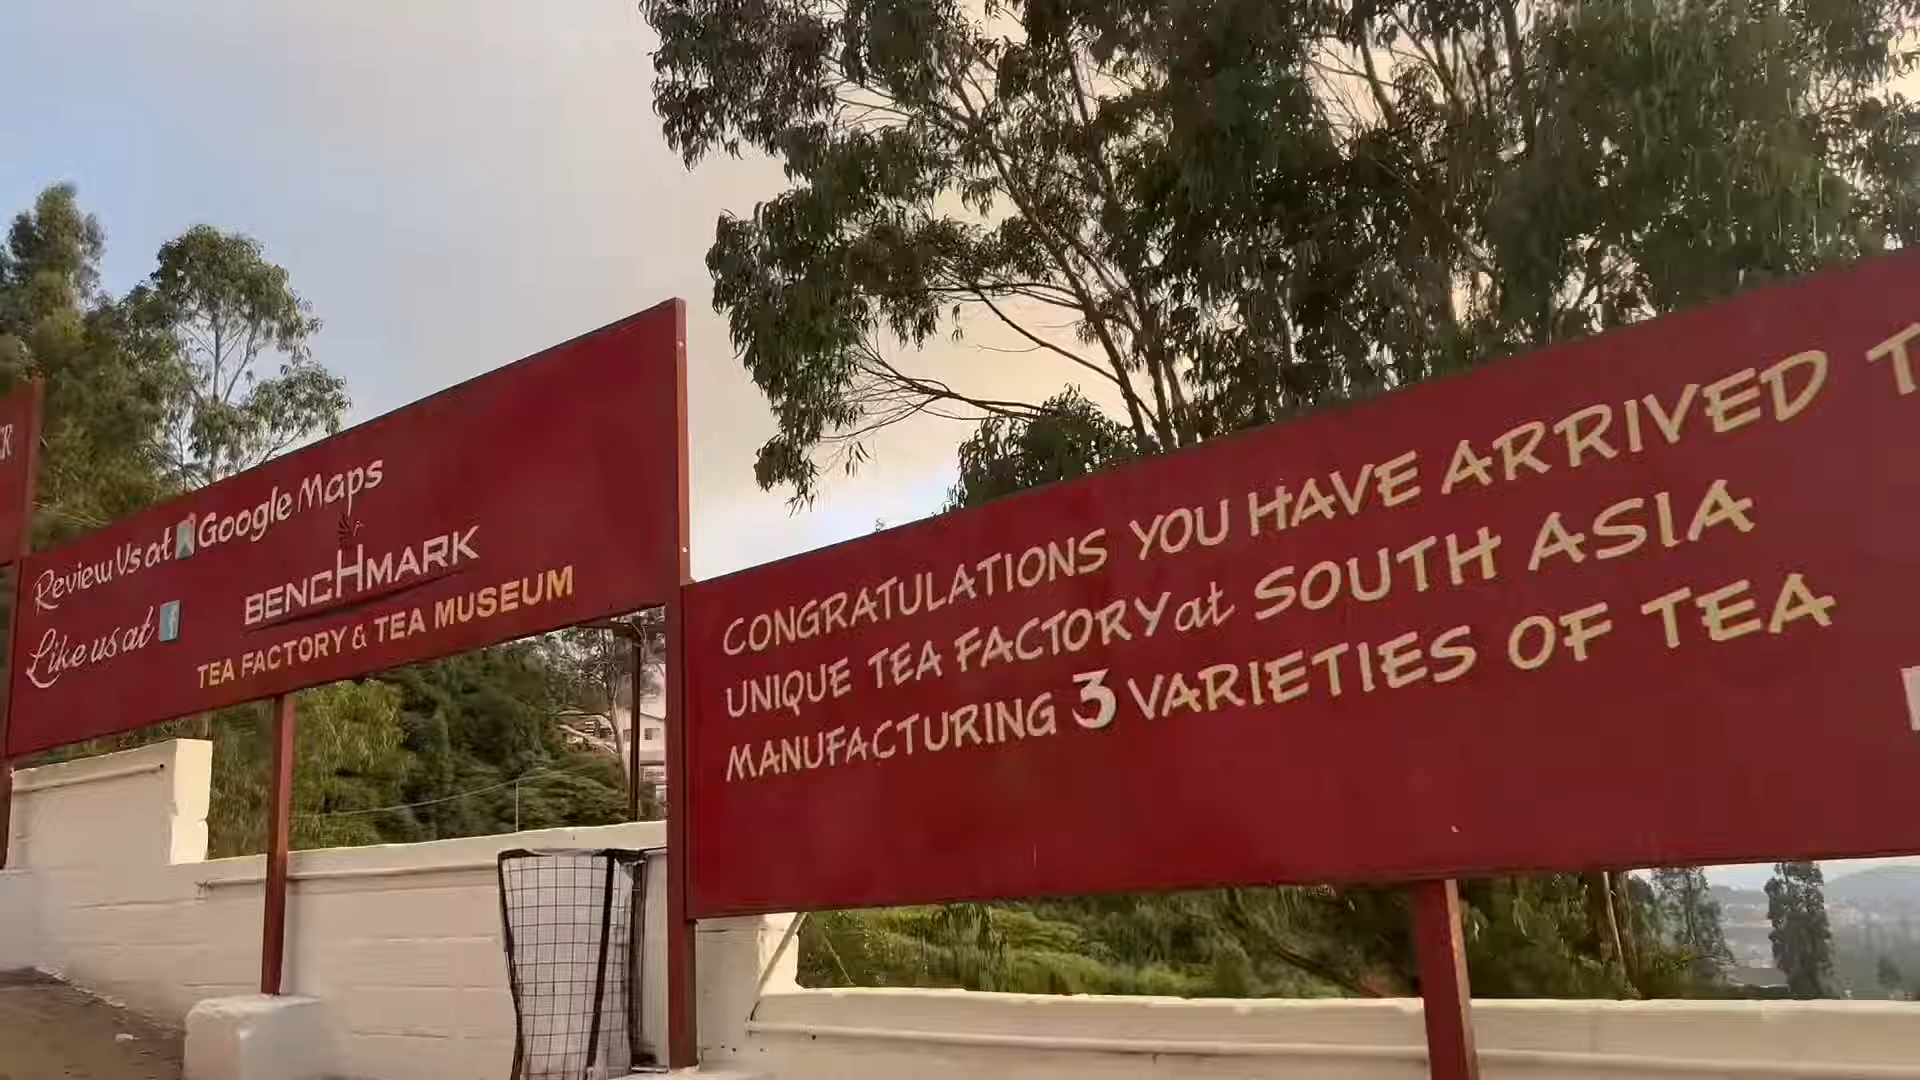 Review Us at Google Maps
Like us at f
BENCHMARK
TEA FACTORY & TEA MUSEUM
CONGRATULATIONS YOU HAVE ARRIVED
UNIQUE TEA FACTORY at SOUTH ASIA
MANUFACTURING 3 VARIETIES OF TEA